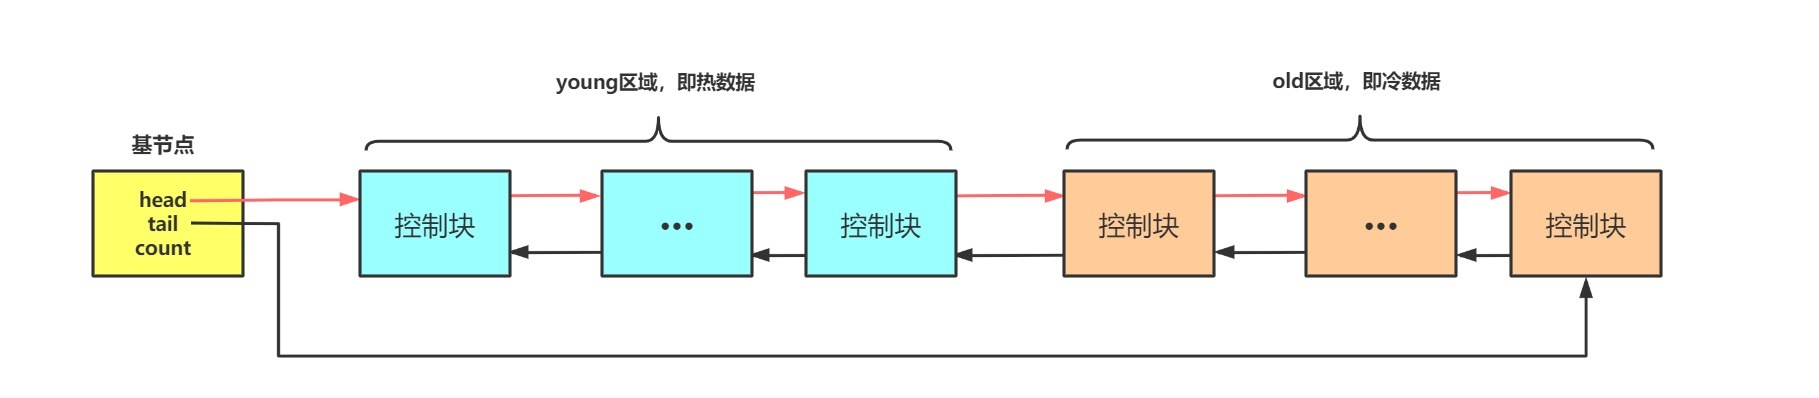 young区域，即热数据
old区域，即冷数据
基节点
head
tail
count
控制块
•••
控制块
控制块
•••
控制块